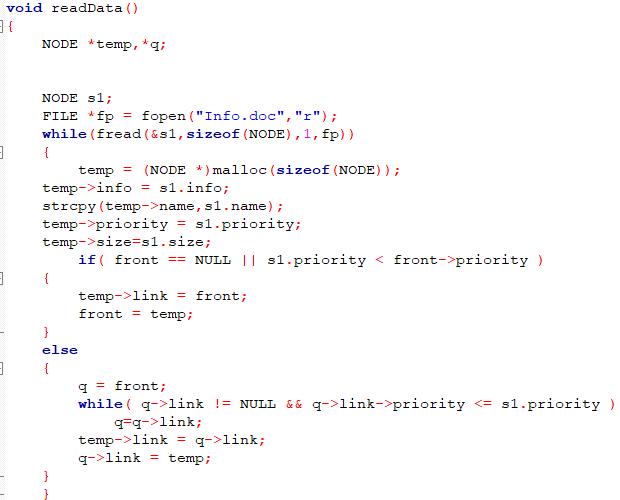 void readData()
{
    NODE *temp,*q;
    NODE s1;
    FILE *fp = fopen("Info.doc","r");
    while(fread(&s1,sizeof(NODE),1,fp))
    {
        temp = (NODE *)malloc(sizeof(NODE));
    temp->info = s1.info;
    strcpy(temp->name,s1.name);
    temp->priority = s1.priority;
    temp->size=s1.size;
        if( front == NULL || s1.priority < front->priority )
    {
        temp->link = front;
        front = temp;
    }
    else
    {
        q = front;
        while( q->link != NULL && q->link->priority <= s1.priority )
            q=q->link;
        temp->link = q->link;
        q->link = temp;
    }
    }